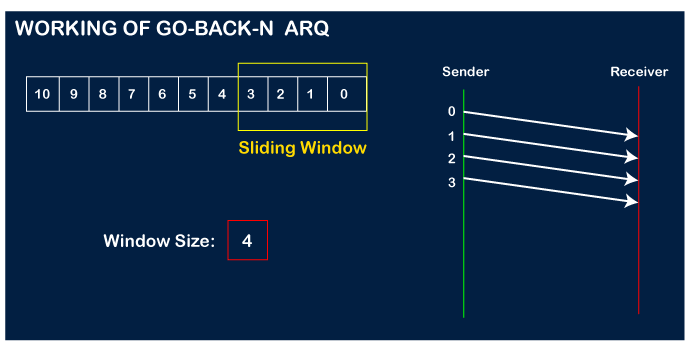 WORKING OF GO-BACK-N ARQ
10 9 8 7 6 5 4 3 2 1 0
Sliding Window
Window Size: 4
Sender Receiver
0
1
2
3